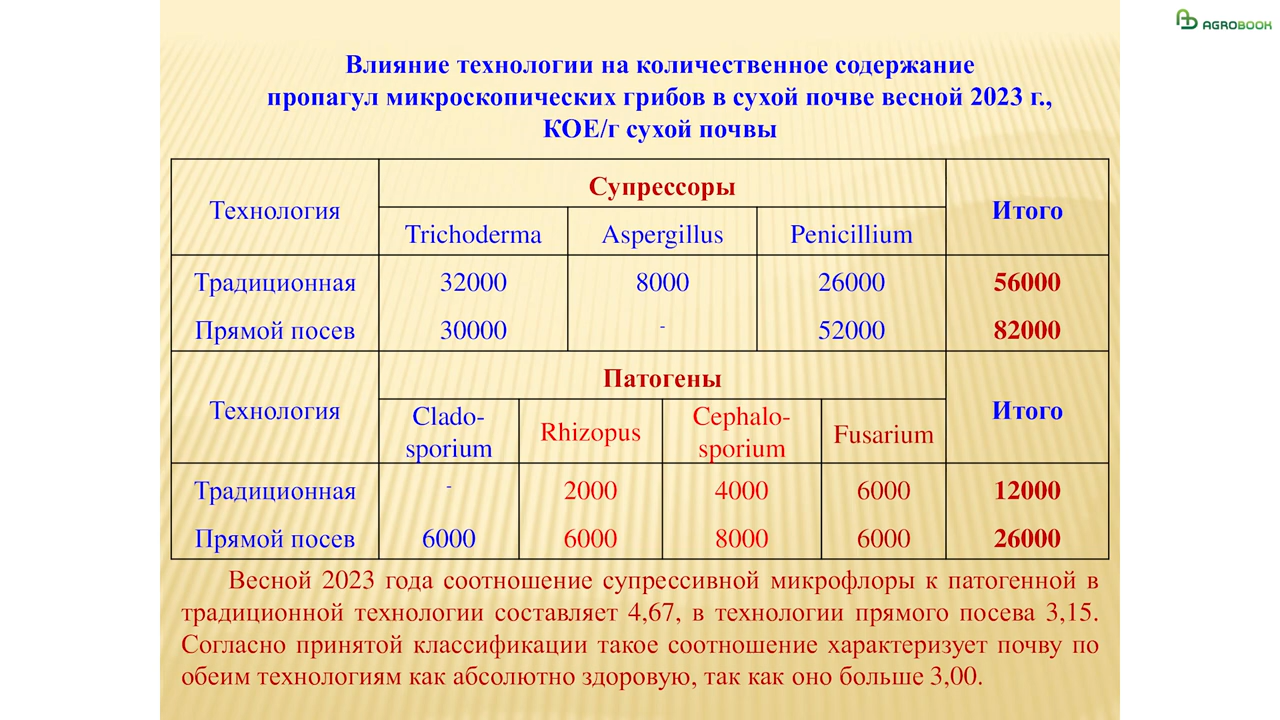 AGROBOOK
Влияние технологии на количественное содержание
пропагул микроскопических грибов в сухой почве весной 2023 г.,
КОЕ/г сухой почвы
Технология
Супрессоры
Итого
Trichoderma Aspergillus Penicillium
Традиционная 32000 8000 26000 56000
Прямой посев 30000 - 52000 82000
Технология
Патогены
Итого
Clado-
sporium
Rhizopus
Cephalo-
sporium
Fusarium
Традиционная - 2000 4000 6000 12000
Прямой посев 6000 6000 8000 6000 26000
Весной 2023 года соотношение супрессивной микрофлоры к патогенной в
традиционной технологии составляет 4,67, в технологии прямого посева 3,15.
Согласно принятой классификации такое соотношение характеризует почву по
обеим технологиям как абсолютно здоровую, так как оно больше 3,00.